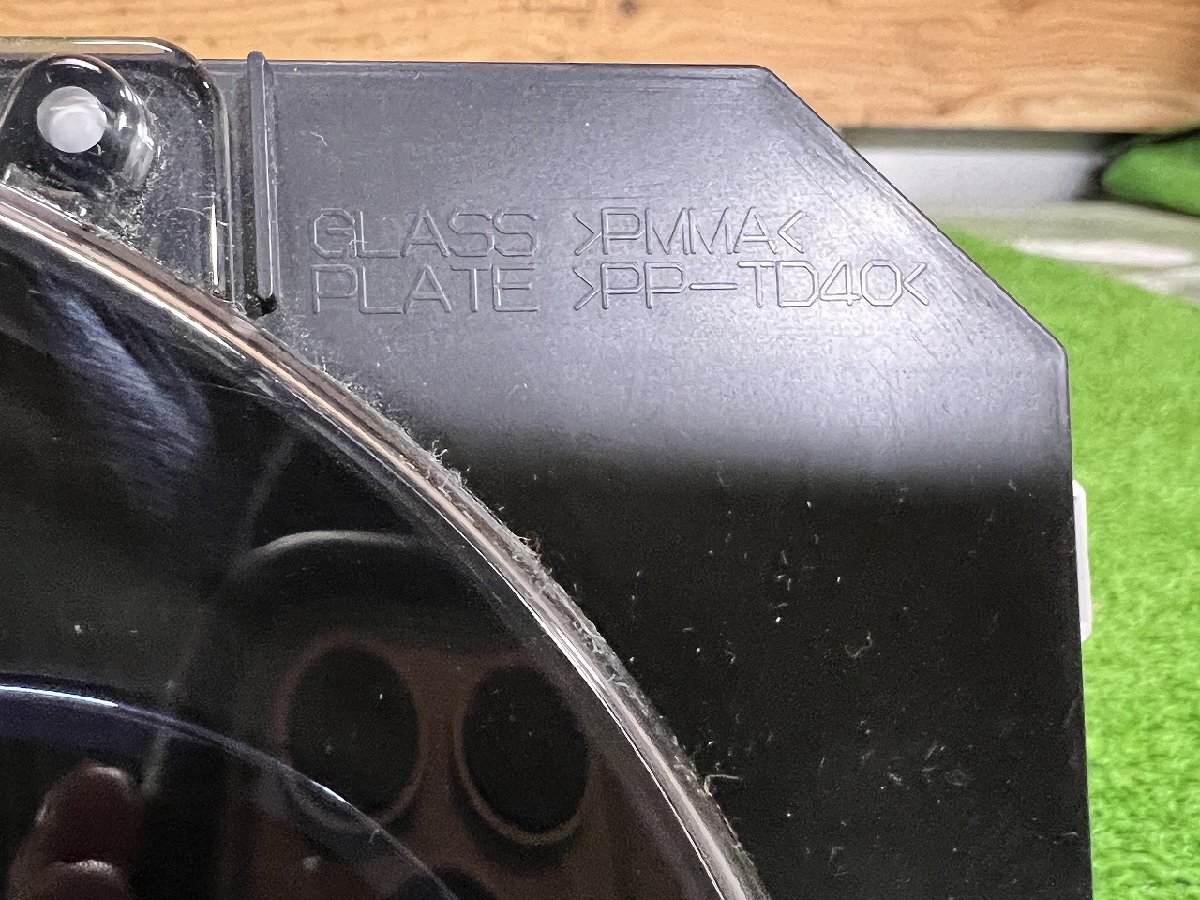 GLASS >PMMA<
PLATE >PP-TD40<